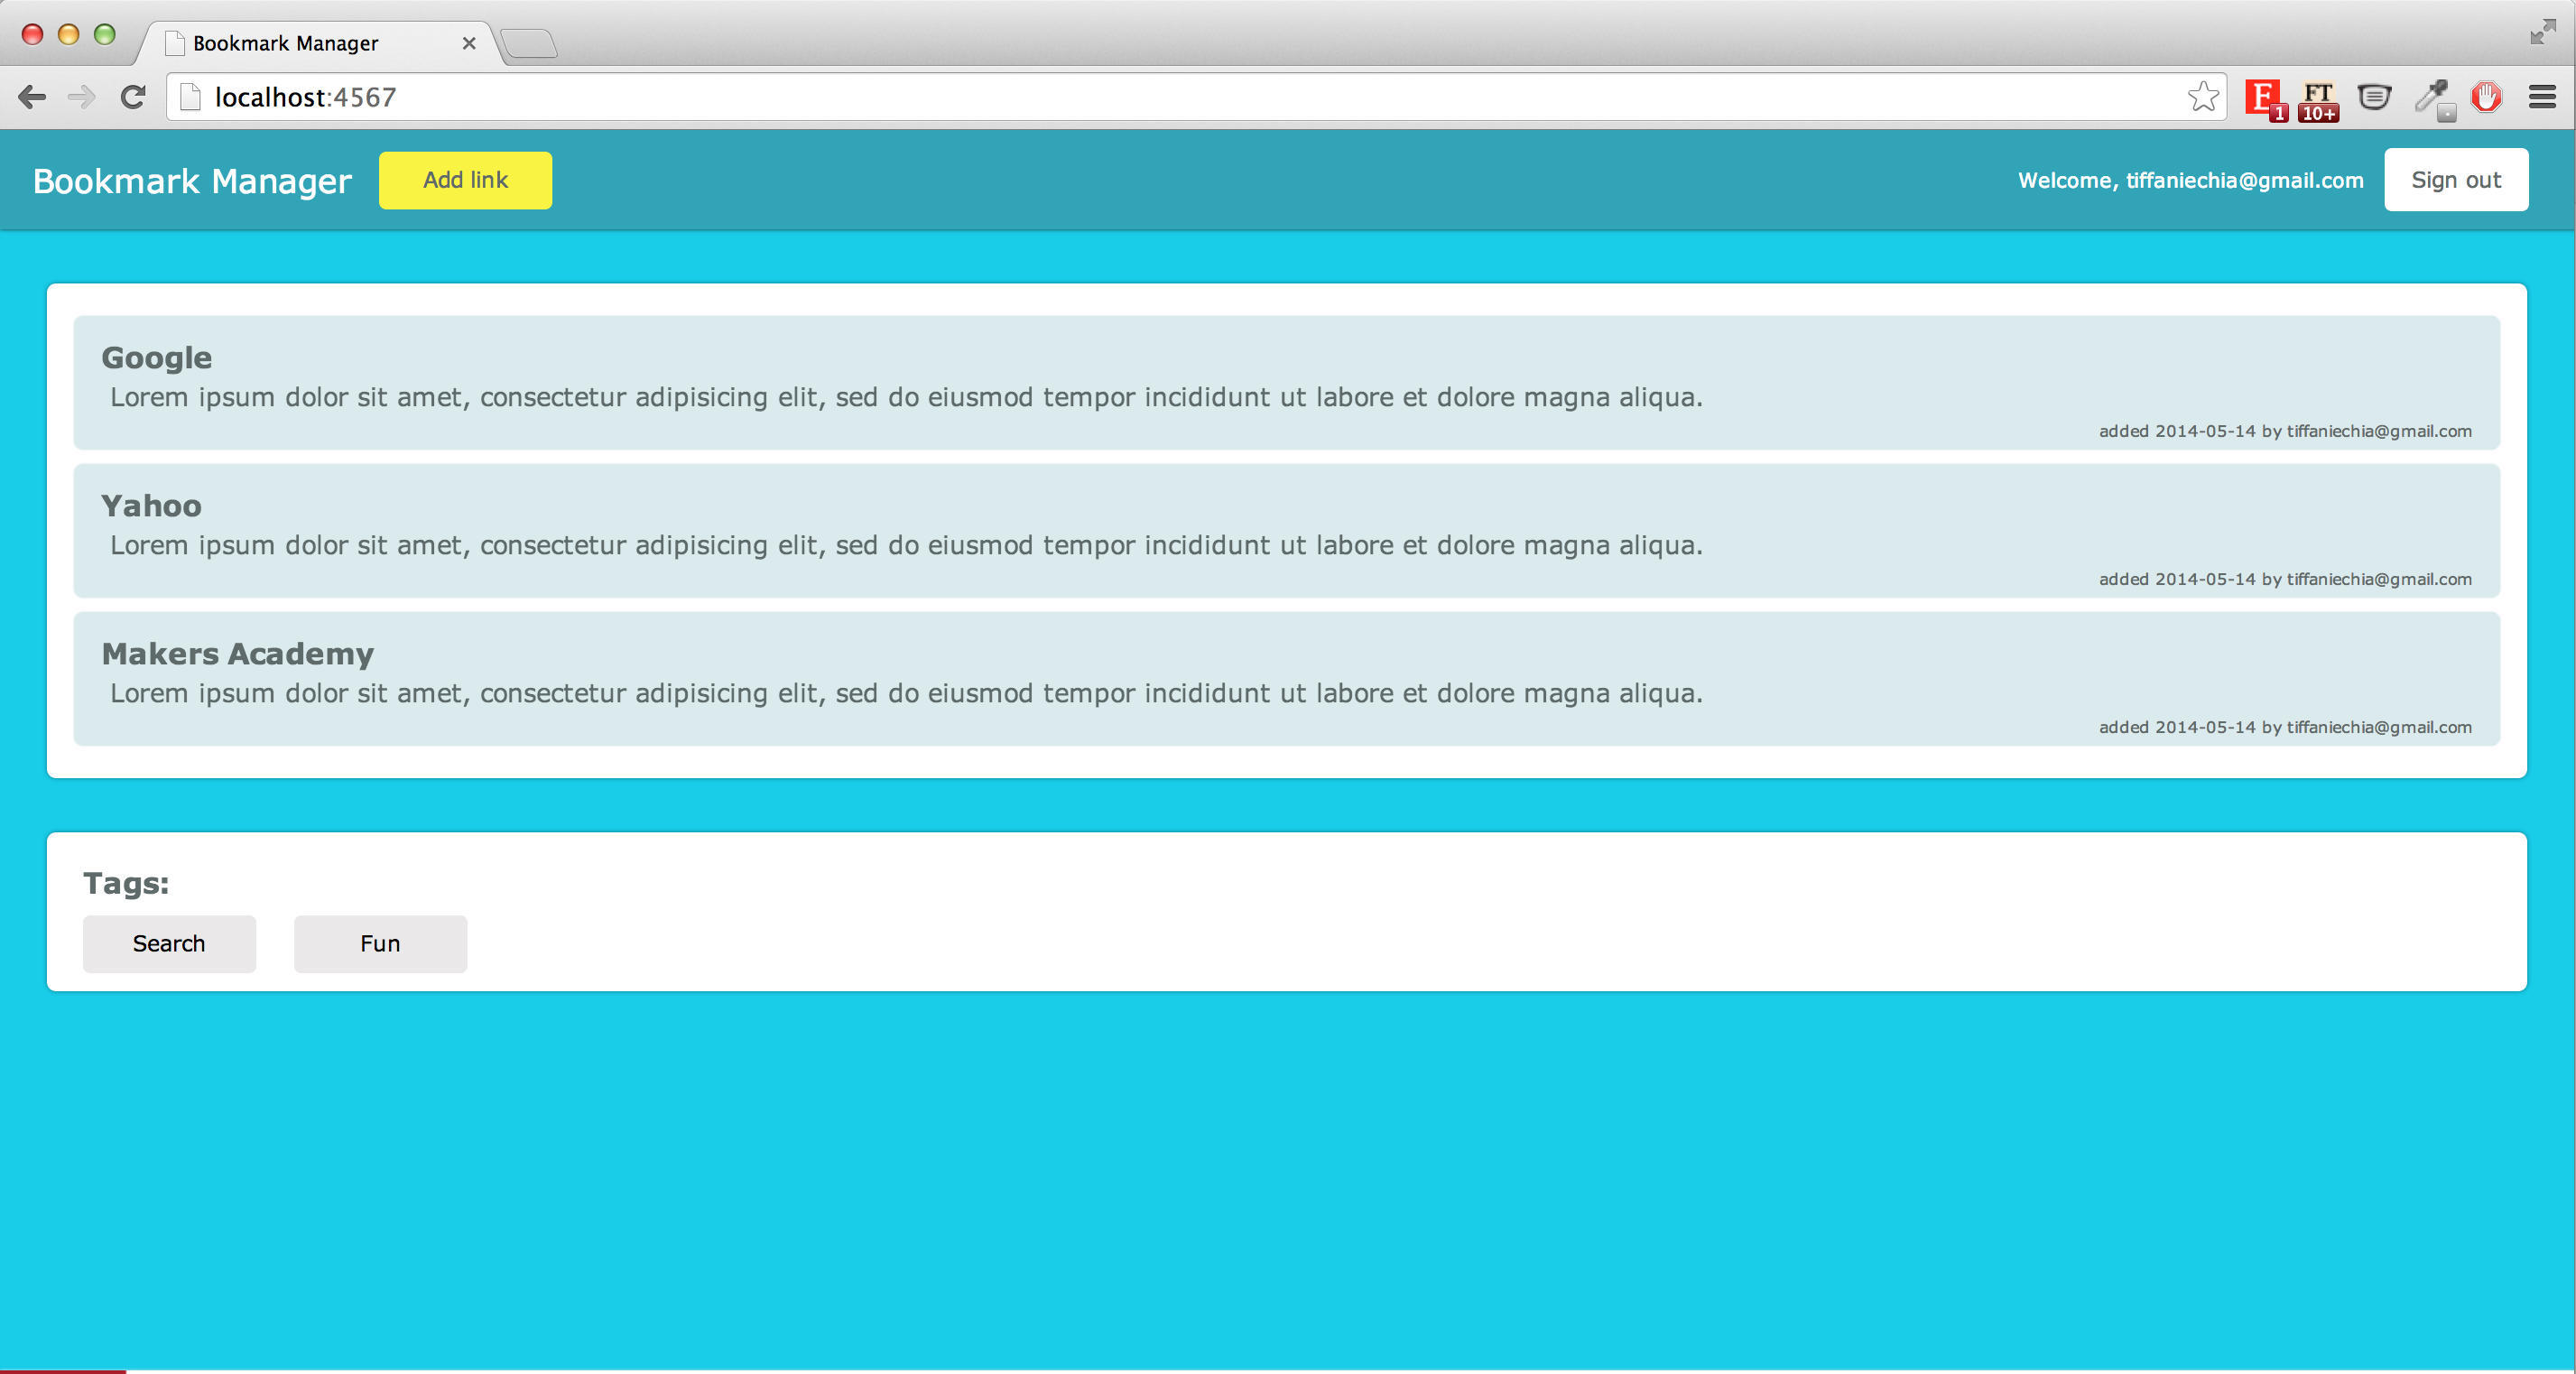 Bookmark Manager
localhost:4567
E 1 FT 10+
Bookmark Manager Add link Welcome, tiffaniechia@gmail.com Sign out
Google
Lorem ipsum dolor sit amet, consectetur adipisicing elit, sed do eiusmod tempor incididunt ut labore et dolore magna aliqua.
added 2014-05-14 by tiffaniechia@gmail.com
Yahoo
Lorem ipsum dolor sit amet, consectetur adipisicing elit, sed do eiusmod tempor incididunt ut labore et dolore magna aliqua.
added 2014-05-14 by tiffaniechia@gmail.com
Makers Academy
Lorem ipsum dolor sit amet, consectetur adipisicing elit, sed do eiusmod tempor incididunt ut labore et dolore magna aliqua.
added 2014-05-14 by tiffaniechia@gmail.com
Tags:
Search Fun